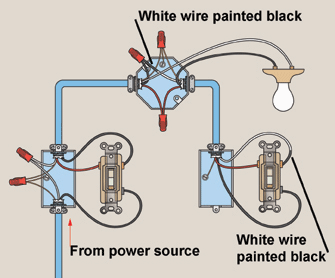 White wire painted black
From power source
White wire
painted black